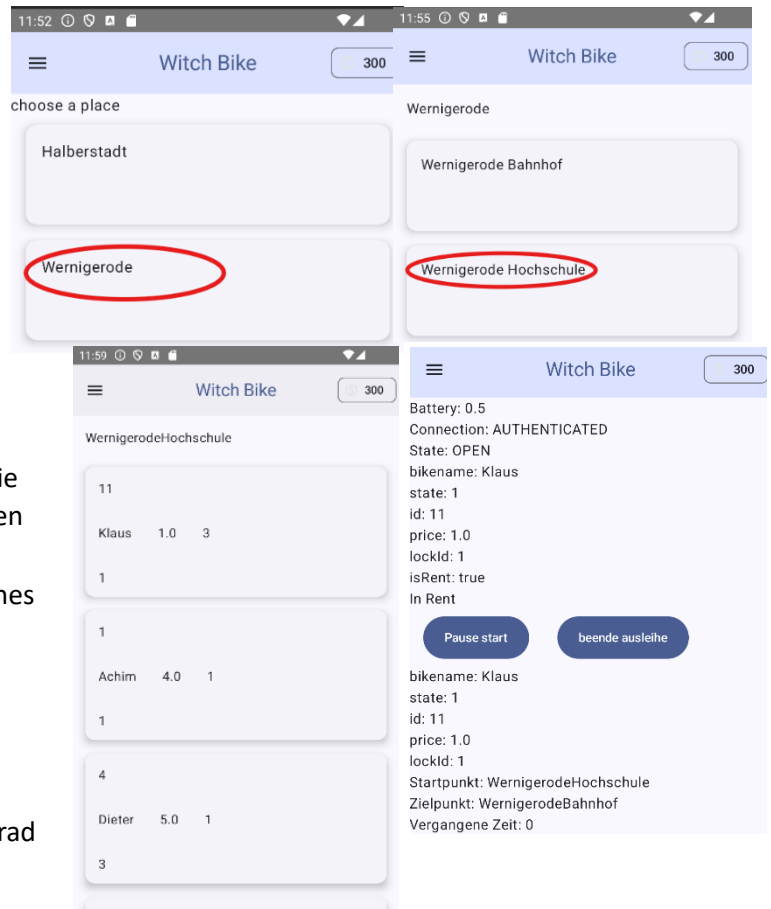 11:52
Witch Bike
300
choose a place
Halberstadt
Wernigerode
11:55
Witch Bike
300
Wernigerode
Wernigerode Bahnhof
Wernigerode Hochschule
ie
en
nes
rad
11:59
Witch Bike
300
WernigerodeHochschule
11
Klaus 1.0 3
1
1
Achim 4.0 1
1
4
Dieter 5.0 1
3
Witch Bike
300
Battery: 0.5
Connection: AUTHENTICATED
State: OPEN
bikename: Klaus
state: 1
id: 11
price: 1.0
lockId: 1
isRent: true
In Rent
Pause start beende ausleihe
bikename: Klaus
state: 1
id: 11
price: 1.0
lockId: 1
Startpunkt: WernigerodeHochschule
Zielpunkt: WernigerodeBahnhof
Vergangene Zeit: 0